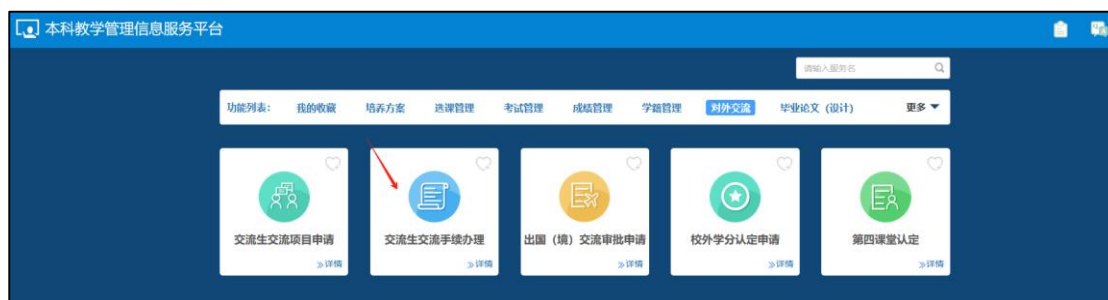 本科教学管理信息服务平台
请输入服务名
功能列表: 我的收藏 培养方案 选课管理 考试管理 成绩管理 学籍管理 对外交流 毕业论文（设计） 更多
交流生交流项目申请 交流生交流手续办理 出国（境）交流审批申请 校外学分认定申请 第四课堂认定
»详情 »详情 »详情 »详情 »详情